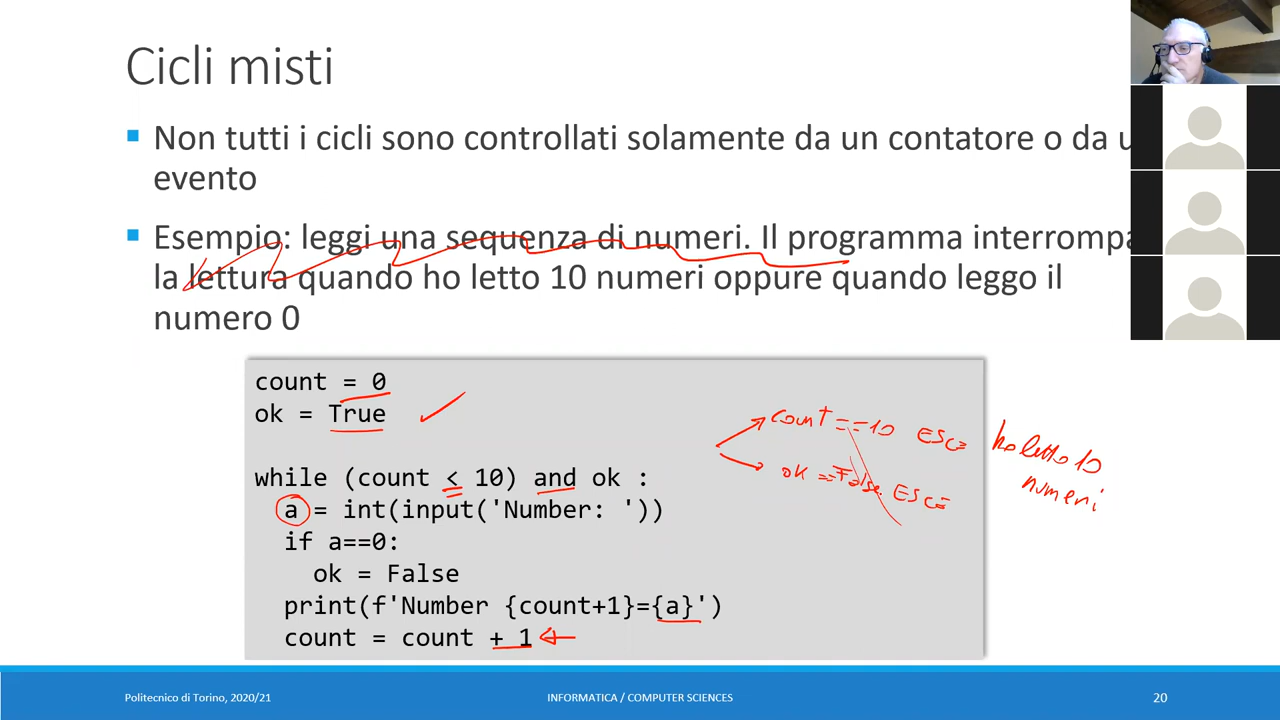 Cicli misti
Non tutti i cicli sono controllati solamente da un contatore o da u
evento
Esempio: leggi una sequenza di numeri. Il programma interrompa
la lettura quando ho letto 10 numeri oppure quando leggo il
numero 0
count = 0
ok = True
while (count < 10) and ok :
a = int(input('Number: '))
if a==0:
ok = False
print(f'Number {count+1}={a}')
count = count + 1
count == 10 ESCE
ok == False. ESCE
ho letto 10
numeri
Politecnico di Torino, 2020/21
INFORMATICA / COMPUTER SCIENCES
20